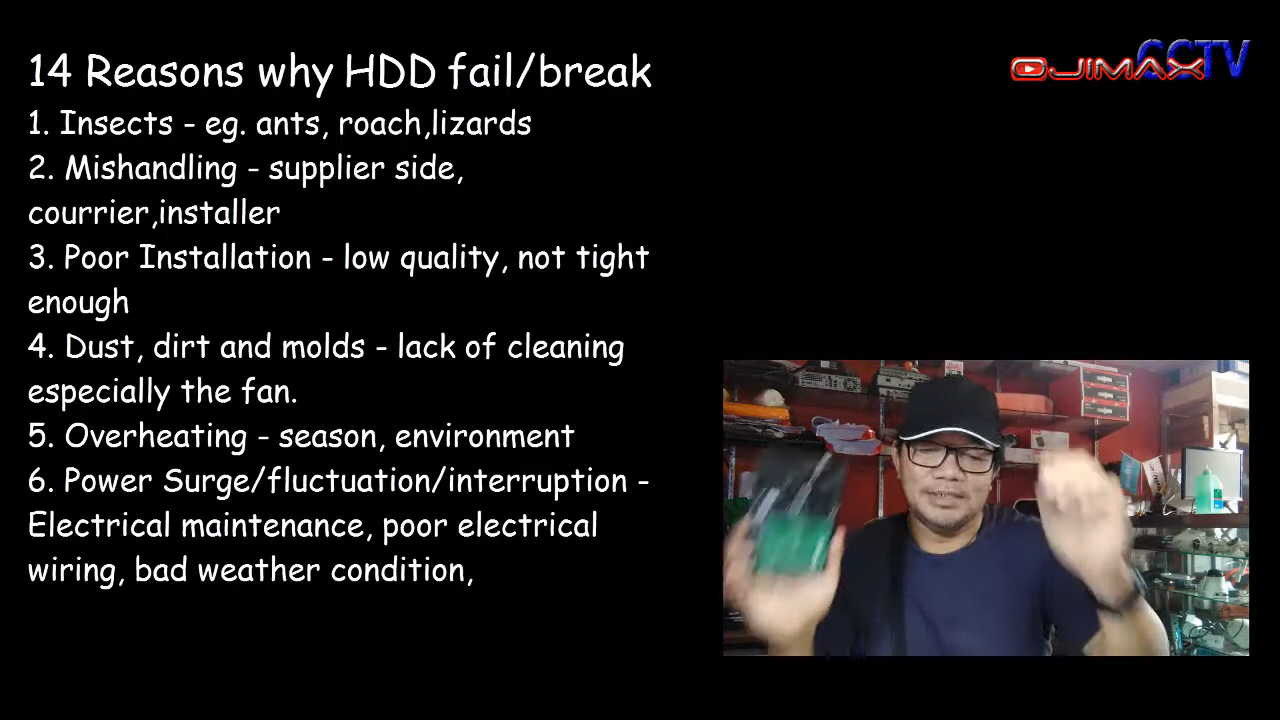 14 Reasons why HDD fail/break
1. Insects - eg. ants, roach,lizards
2. Mishandling - supplier side,
courrier,installer
3. Poor Installation - low quality, not tight
enough
4. Dust, dirt and molds - lack of cleaning
especially the fan.
5. Overheating - season, environment
6. Power Surge/fluctuation/interruption -
Electrical maintenance, poor electrical
wiring, bad weather condition,
OJIMAX CCTV